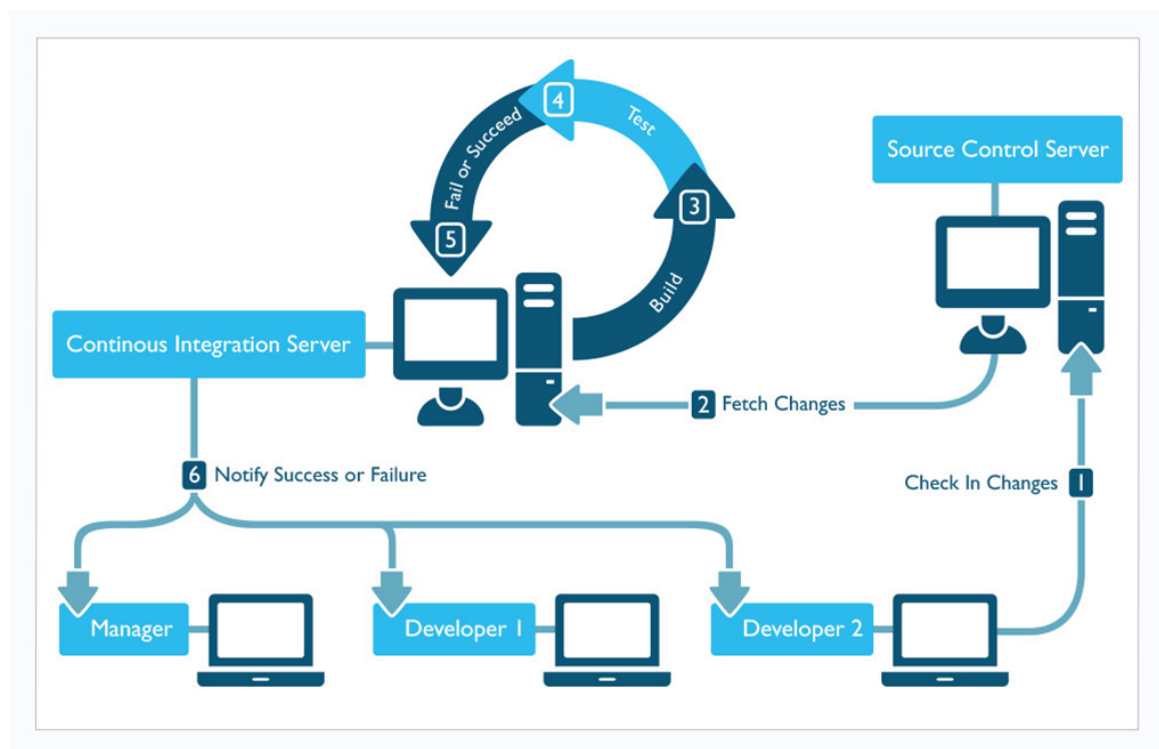 4
Test
Fail or Succeed
Source Control Server
3
5
Build
Continous Integration Server
2 Fetch Changes
6 Notify Success or Failure
Check In Changes 1
Manager
Developer 1
Developer 2